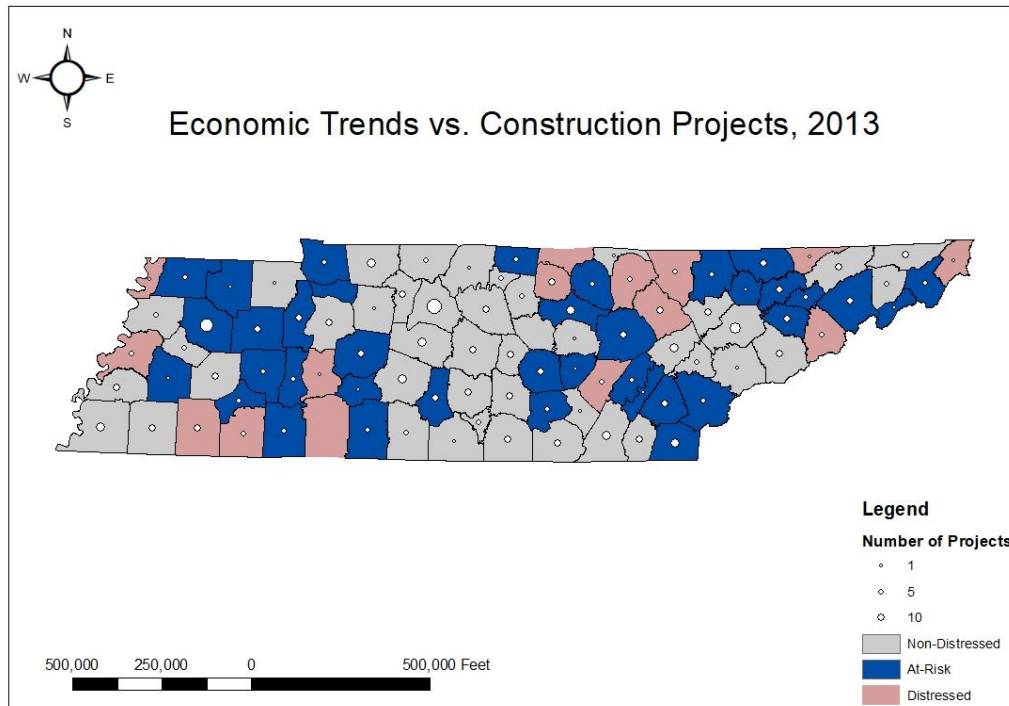 N
W E
S
Economic Trends vs. Construction Projects, 2013
Legend
Number of Projects
1
5
10
Non-Distressed
At-Risk
Distressed
500,000 250,000 0 500,000 Feet